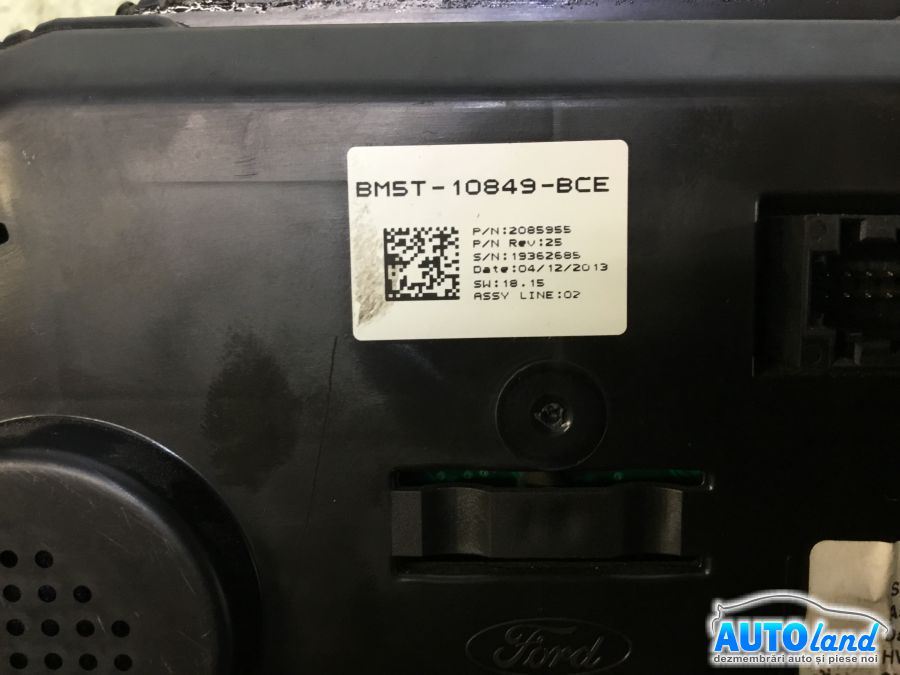 BM5T-10849-BCE
P/N:2085955
P/N Rev:25
S/N:19362685
Date:04/12/2013
SW:18.15
ASSY LINE:02
Ford
AUTOland
dezmembrări auto și piese noi